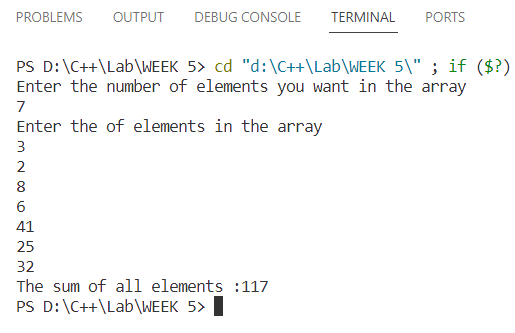 PROBLEMS OUTPUT DEBUG CONSOLE TERMINAL PORTS
PS D:\C++\Lab\WEEK 5> cd "d:\C++\Lab\WEEK 5\" ; if ($?)
Enter the number of elements you want in the array
7
Enter the of elements in the array
3
2
8
6
41
25
32
The sum of all elements :117
PS D:\C++\Lab\WEEK 5>